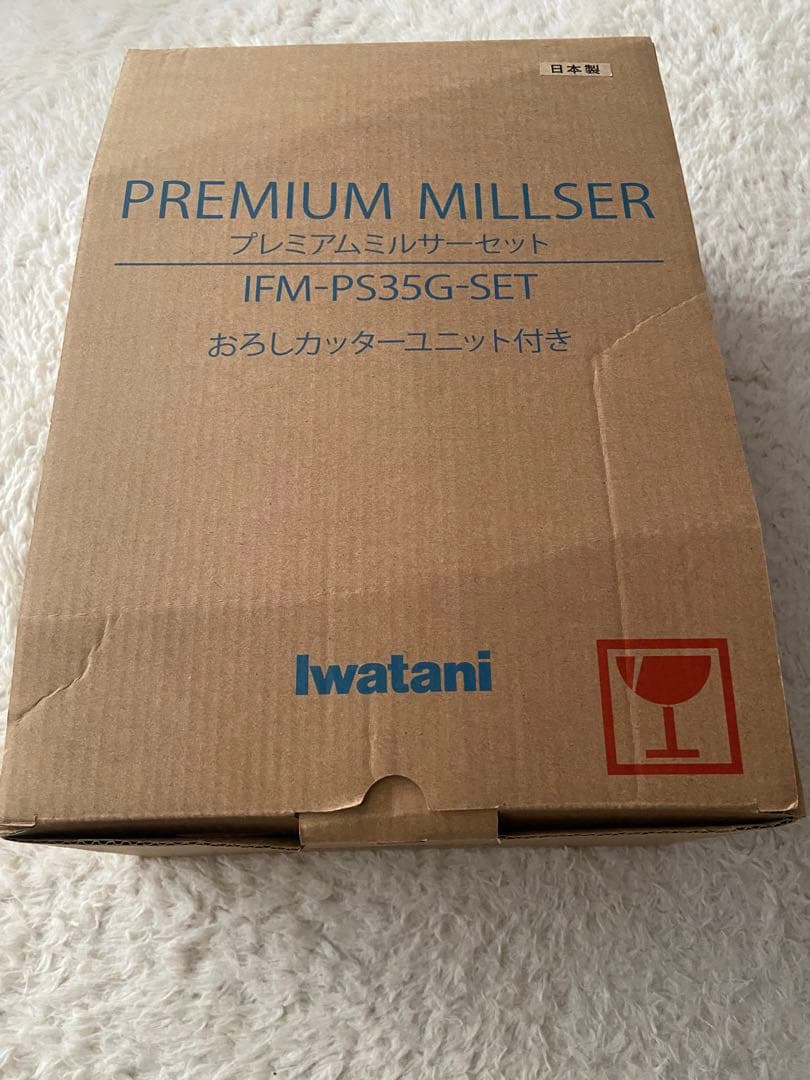 日本製
PREMIUM MILLSER
プレミアムミルサーセット
IFM-PS35G-SET
おろしカッターユニット付き
Iwatani